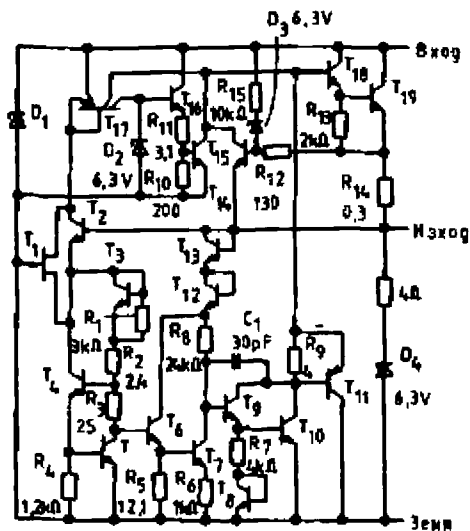 D₃ 6,3V
Вход
D₁
T₁₇
T₁₆
R₁₁
R₁₅
10kΩ
T₁₈
T₁₉
R₁₃
D₂
3,1
T₁₅
2kΩ
6,3V
R₁₀
R₁₂
R₁₄
200
T₁₄
130
0,3
T₂
Изход
T₁
T₁₃
T₃
T₁₂
4Ω
R₁
R₈
C₁
30pF
3kΩ
R₂
24kΩ
R₉
D₄
T₄
2,4
4
R₃
T₉
T₁₁
6,3V
25
T
T₆
R₇
T₁₀
R₄
R₅
R₆
T₇
4kΩ
1,2kΩ
12,1
1kΩ
T₈
Земя